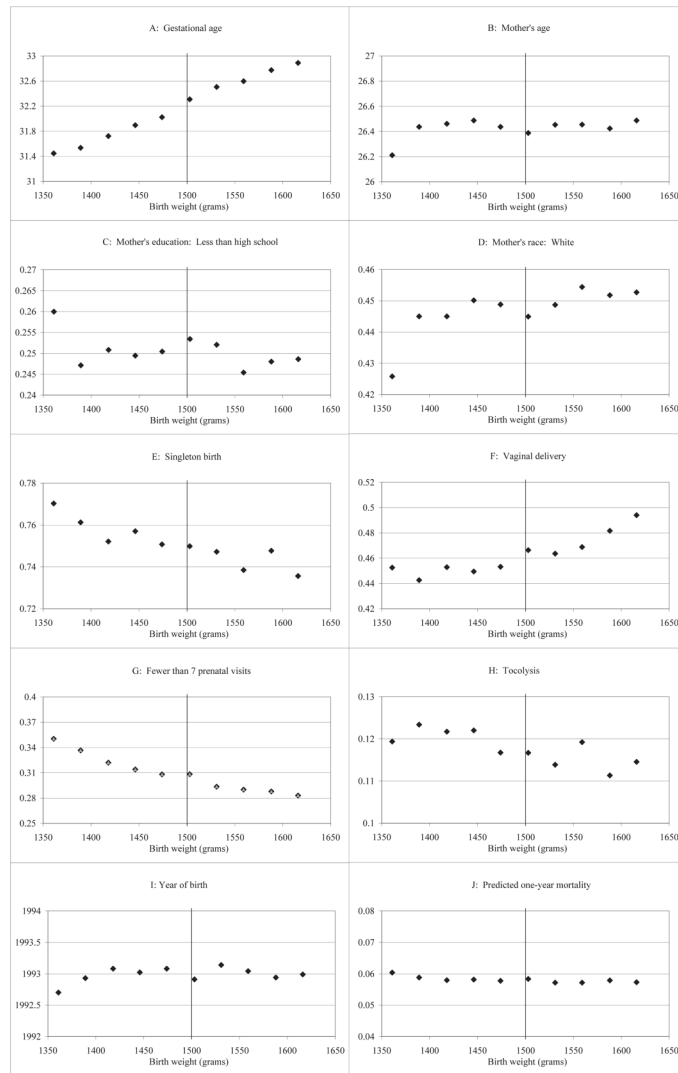 A: Gestational age
33
32.6
32.2
31.8
31.4
31
1350 1400 1450 1500 1550 1600 1650
Birth weight (grams)
B: Mother's age
27
26.8
26.6
26.4
26.2
26
1350 1400 1450 1500 1550 1600 1650
Birth weight (grams)
C: Mother's education: Less than high school
0.27
0.265
0.26
0.255
0.25
0.245
0.24
1350 1400 1450 1500 1550 1600 1650
Birth weight (grams)
D: Mother's race: White
0.46
0.45
0.44
0.43
0.42
1350 1400 1450 1500 1550 1600 1650
Birth weight (grams)
E: Singleton birth
0.78
0.76
0.74
0.72
1350 1400 1450 1500 1550 1600 1650
Birth weight (grams)
F: Vaginal delivery
0.52
0.5
0.48
0.46
0.44
0.42
1350 1400 1450 1500 1550 1600 1650
Birth weight (grams)
G: Fewer than 7 prenatal visits
0.4
0.37
0.34
0.31
0.28
0.25
1350 1400 1450 1500 1550 1600 1650
Birth weight (grams)
H: Tocolysis
0.13
0.12
0.11
0.1
1350 1400 1450 1500 1550 1600 1650
Birth weight (grams)
I: Year of birth
1994
1993.5
1993
1992.5
1992
1350 1400 1450 1500 1550 1600 1650
Birth weight (grams)
J: Predicted one-year mortality
0.08
0.07
0.06
0.05
0.04
1350 1400 1450 1500 1550 1600 1650
Birth weight (grams)